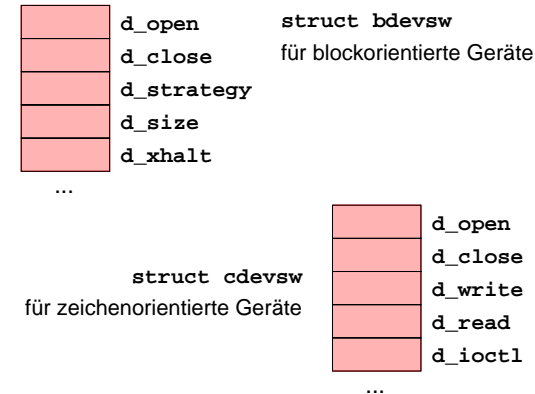 d_open
d_close
d_strategy
d_size
d_xhalt
...
struct bdevsw
für blockorientierte Geräte
struct cdevsw
für zeichenorientierte Geräte
d_open
d_close
d_write
d_read
d_ioctl
...